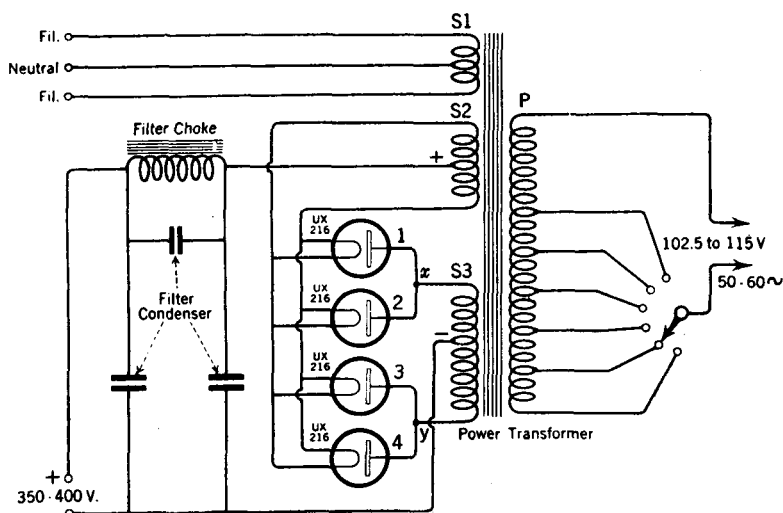 S1
Fil.
Neutral
Fil.
S2
P
Filter Choke
+
UX
216
1
102.5 to 115 V
50-60~
x
S3
UX
216
2
Filter
Condenser
-
UX
216
3
UX
216
4
y
Power Transformer
+
350-400 V.